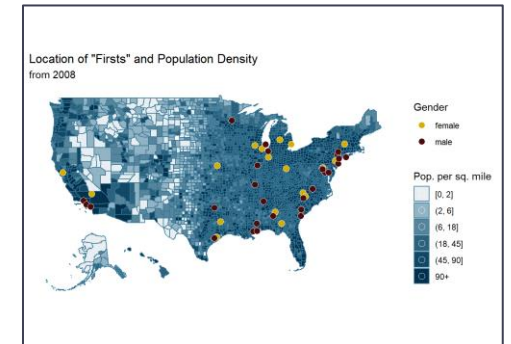 Location of "Firsts" and Population Density
from 2008
Gender
female
male
Pop. per sq. mile
[0, 2]
(2, 6]
(6, 18]
(18, 45]
(45, 90]
90+